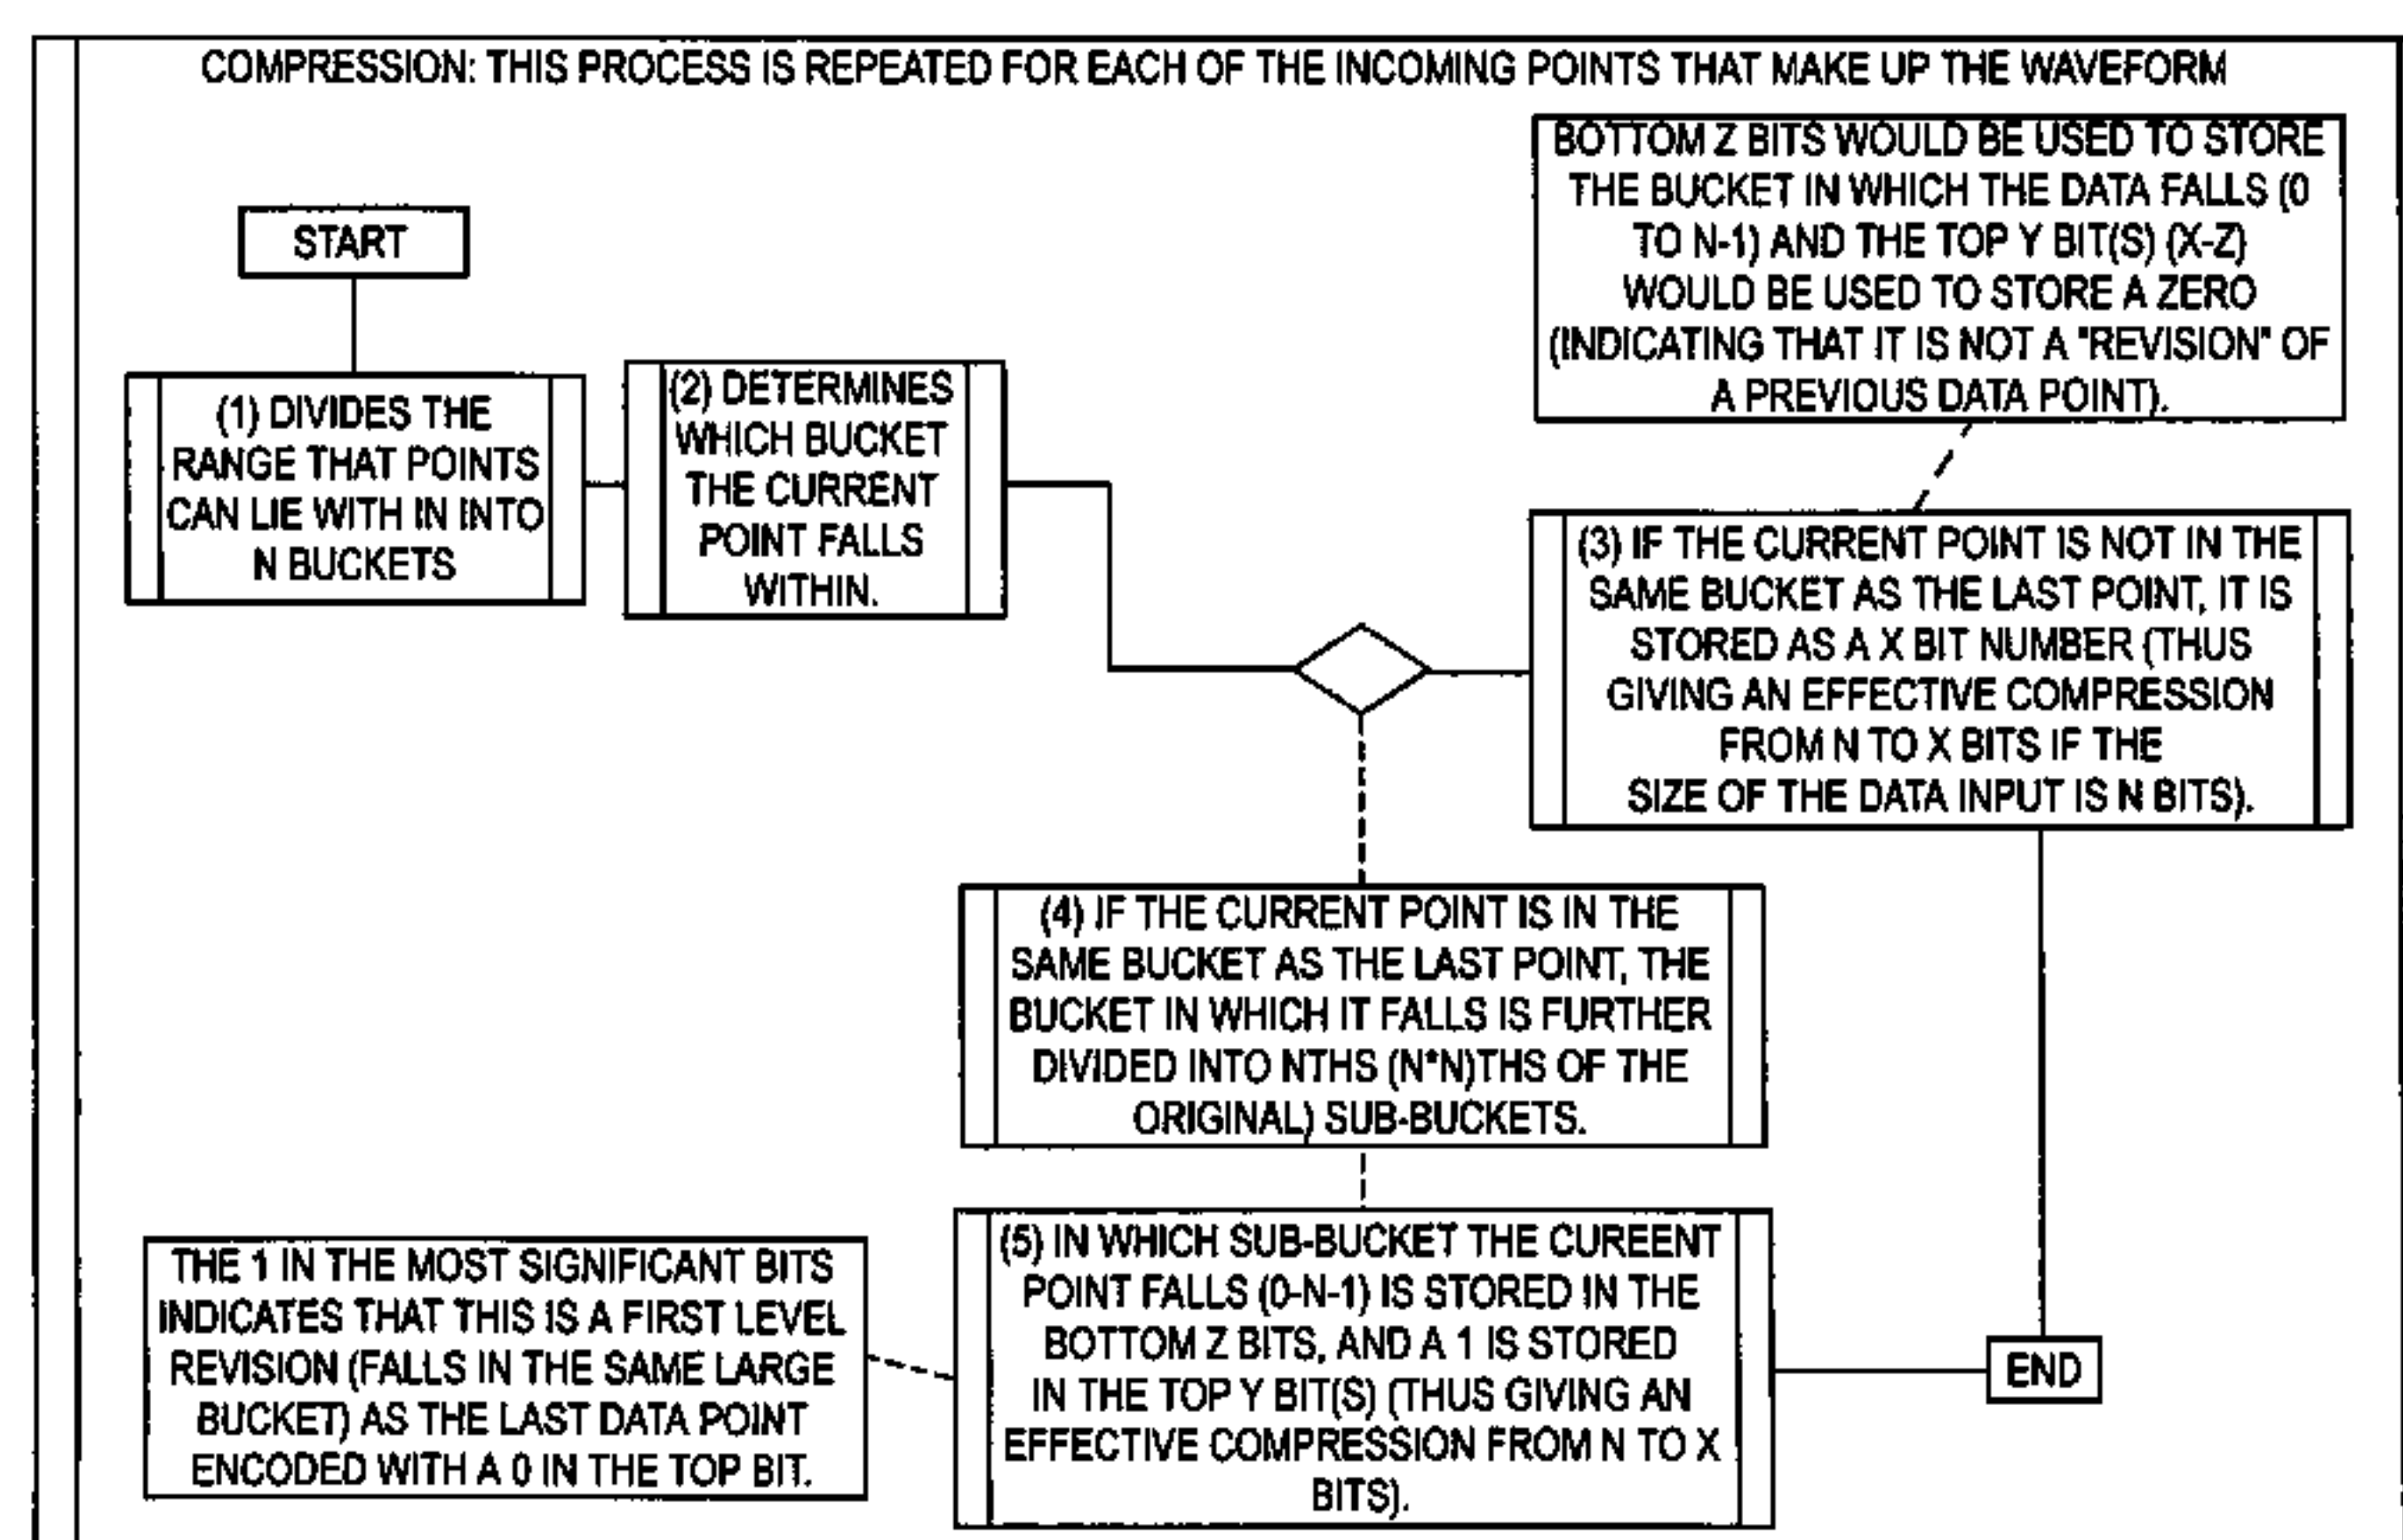 COMPRESSION: THIS PROCESS IS REPEATED FOR EACH OF THE INCOMING POINTS THAT MAKE UP THE WAVEFORM
START
(1) DIVIDES THE
RANGE THAT POINTS
CAN LIE WITH IN INTO
N BUCKETS
(2) DETERMINES
WHICH BUCKET
THE CURRENT
POINT FALLS
WITHIN.
BOTTOM Z BITS WOULD BE USED TO STORE
THE BUCKET IN WHICH THE DATA FALLS (0
TO N-1) AND THE TOP Y BIT(S) (X-Z)
WOULD BE USED TO STORE A ZERO
(INDICATING THAT IT IS NOT A "REVISION" OF
A PREVIOUS DATA POINT).
(3) IF THE CURRENT POINT IS NOT IN THE
SAME BUCKET AS THE LAST POINT, IT IS
STORED AS A X BIT NUMBER (THUS
GIVING AN EFFECTIVE COMPRESSION
FROM N TO X BITS IF THE
SIZE OF THE DATA INPUT IS N BITS).
(4) IF THE CURRENT POINT IS IN THE
SAME BUCKET AS THE LAST POINT, THE
BUCKET IN WHICH IT FALLS IS FURTHER
DIVIDED INTO NTHS (N*N)THS OF THE
ORIGINAL) SUB-BUCKETS.
(5) IN WHICH SUB-BUCKET THE CUREENT
POINT FALLS (0-N-1) IS STORED IN THE
BOTTOM Z BITS, AND A 1 IS STORED
IN THE TOP Y BIT(S) (THUS GIVING AN
EFFECTIVE COMPRESSION FROM N TO X
BITS).
THE 1 IN THE MOST SIGNIFICANT BITS
INDICATES THAT THIS IS A FIRST LEVEL
REVISION (FALLS IN THE SAME LARGE
BUCKET) AS THE LAST DATA POINT
ENCODED WITH A 0 IN THE TOP BIT.
END